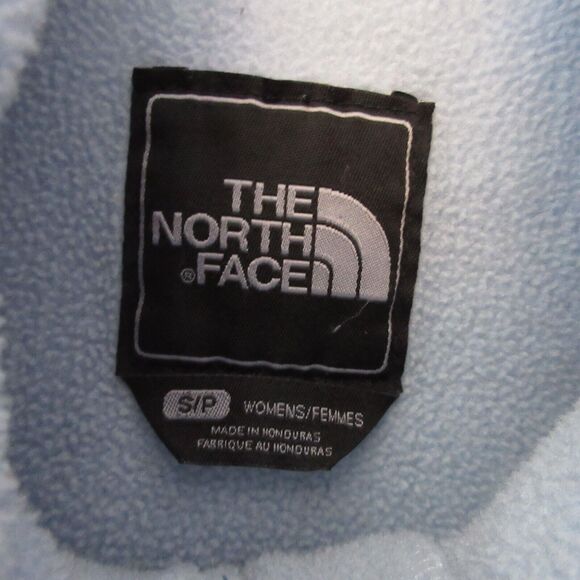 THE
NORTH
®FACE
S/P WOMENS/FEMMES
MADE IN HONDURAS
FABRIQUE AU HONDURAS